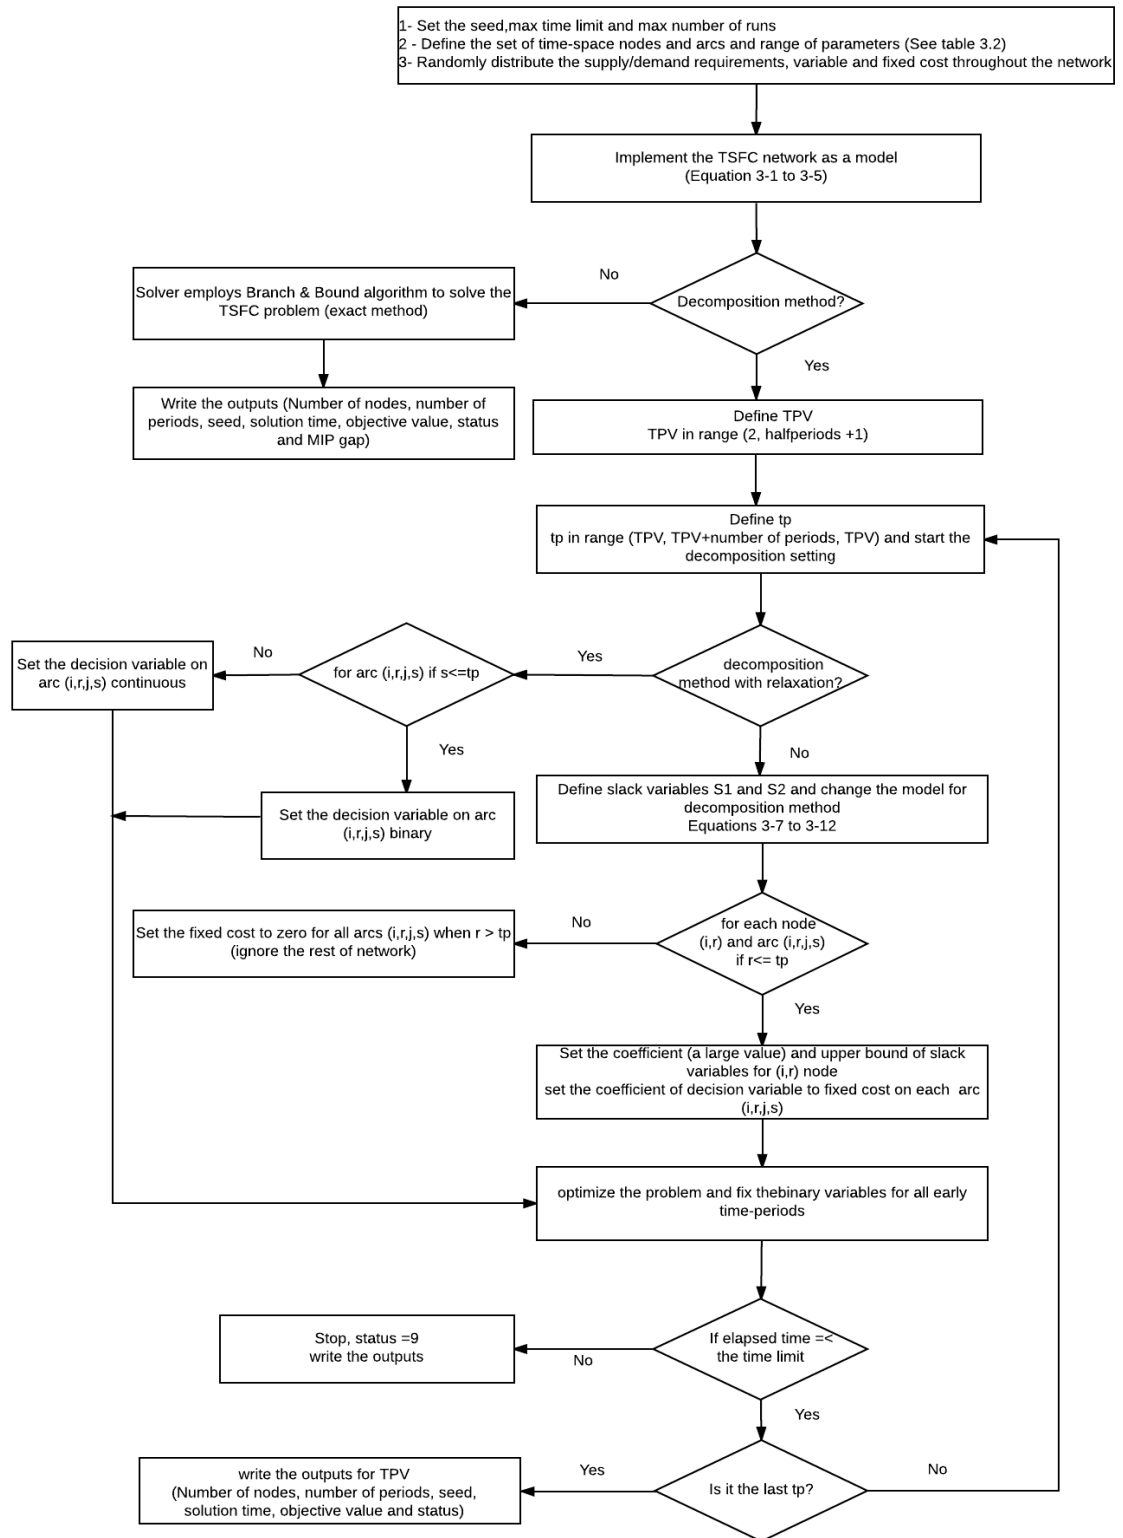 1- Set the seed,max time limit and max number of runs
2 - Define the set of time-space nodes and arcs and range of parameters (See table 3.2)
3- Randomly distribute the supply/demand requirements, variable and fixed cost throughout the network
Implement the TSFC network as a model
(Equation 3-1 to 3-5)
Decomposition method?
No
Solver employs Branch & Bound algorithm to solve the
TSFC problem (exact method)
Write the outputs (Number of nodes, number of
periods, seed, solution time, objective value, status
and MIP gap)
Yes
Define TPV
TPV in range (2, halfperiods +1)
Define tp
tp in range (TPV, TPV+number of periods, TPV) and start the
decomposition setting
decomposition
method with relaxation?
Yes
for arc (i,r,j,s) if s<=tp
No
Set the decision variable on
arc (i,r,j,s) continuous
Yes
Set the decision variable on arc
(i,r,j,s) binary
No
Define slack variables S1 and S2 and change the model for
decomposition method
Equations 3-7 to 3-12
for each node
(i,r) and arc (i,r,j,s)
if r<= tp
No
Set the fixed cost to zero for all arcs (i,r,j,s) when r > tp
(ignore the rest of network)
Yes
Set the coefficient (a large value) and upper bound of slack
variables for (i,r) node
set the coefficient of decision variable to fixed cost on each arc
(i,r,j,s)
optimize the problem and fix thebinary variables for all early
time-periods
If elapsed time =<
the time limit
No
Stop, status =9
write the outputs
Yes
Is it the last tp?
Yes
write the outputs for TPV
(Number of nodes, number of periods, seed,
solution time, objective value and status)
No